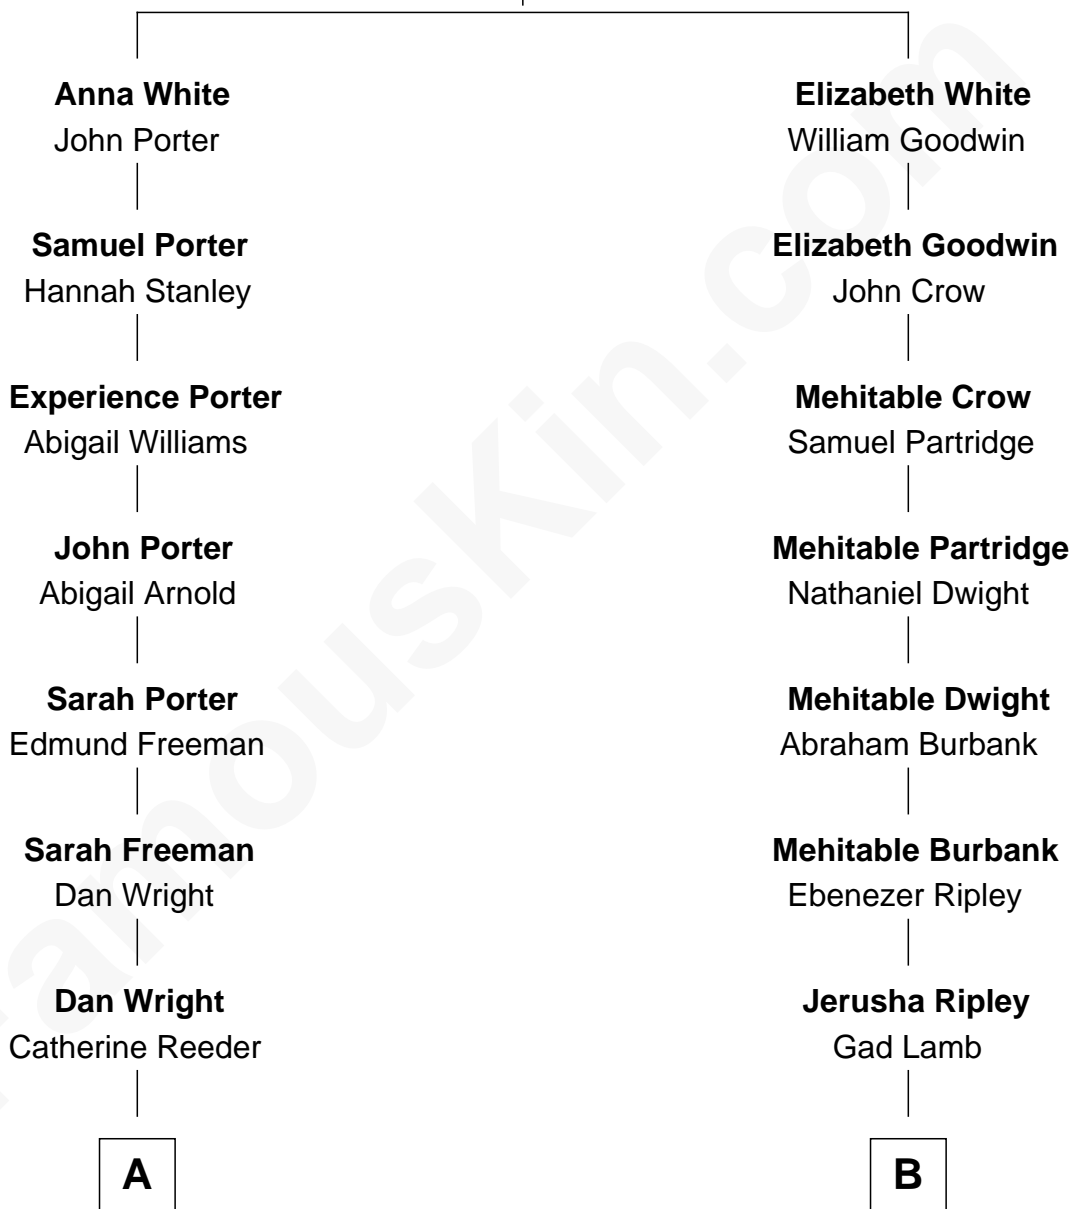 Anna White
John Porter
Samuel Porter
Hannah Stanley
Experience Porter
Abigail Williams
John Porter
Abigail Arnold
Sarah Porter
Edmund Freeman
Sarah Freeman
Dan Wright
Dan Wright
Catherine Reeder
A
Elizabeth White
William Goodwin
Elizabeth Goodwin
John Crow
Mehitable Crow
Samuel Partridge
Mehitable Partridge
Nathaniel Dwight
Mehitable Dwight
Abraham Burbank
Mehitable Burbank
Ebenezer Ripley
Jerusha Ripley
Gad Lamb
B
FamousKin.com